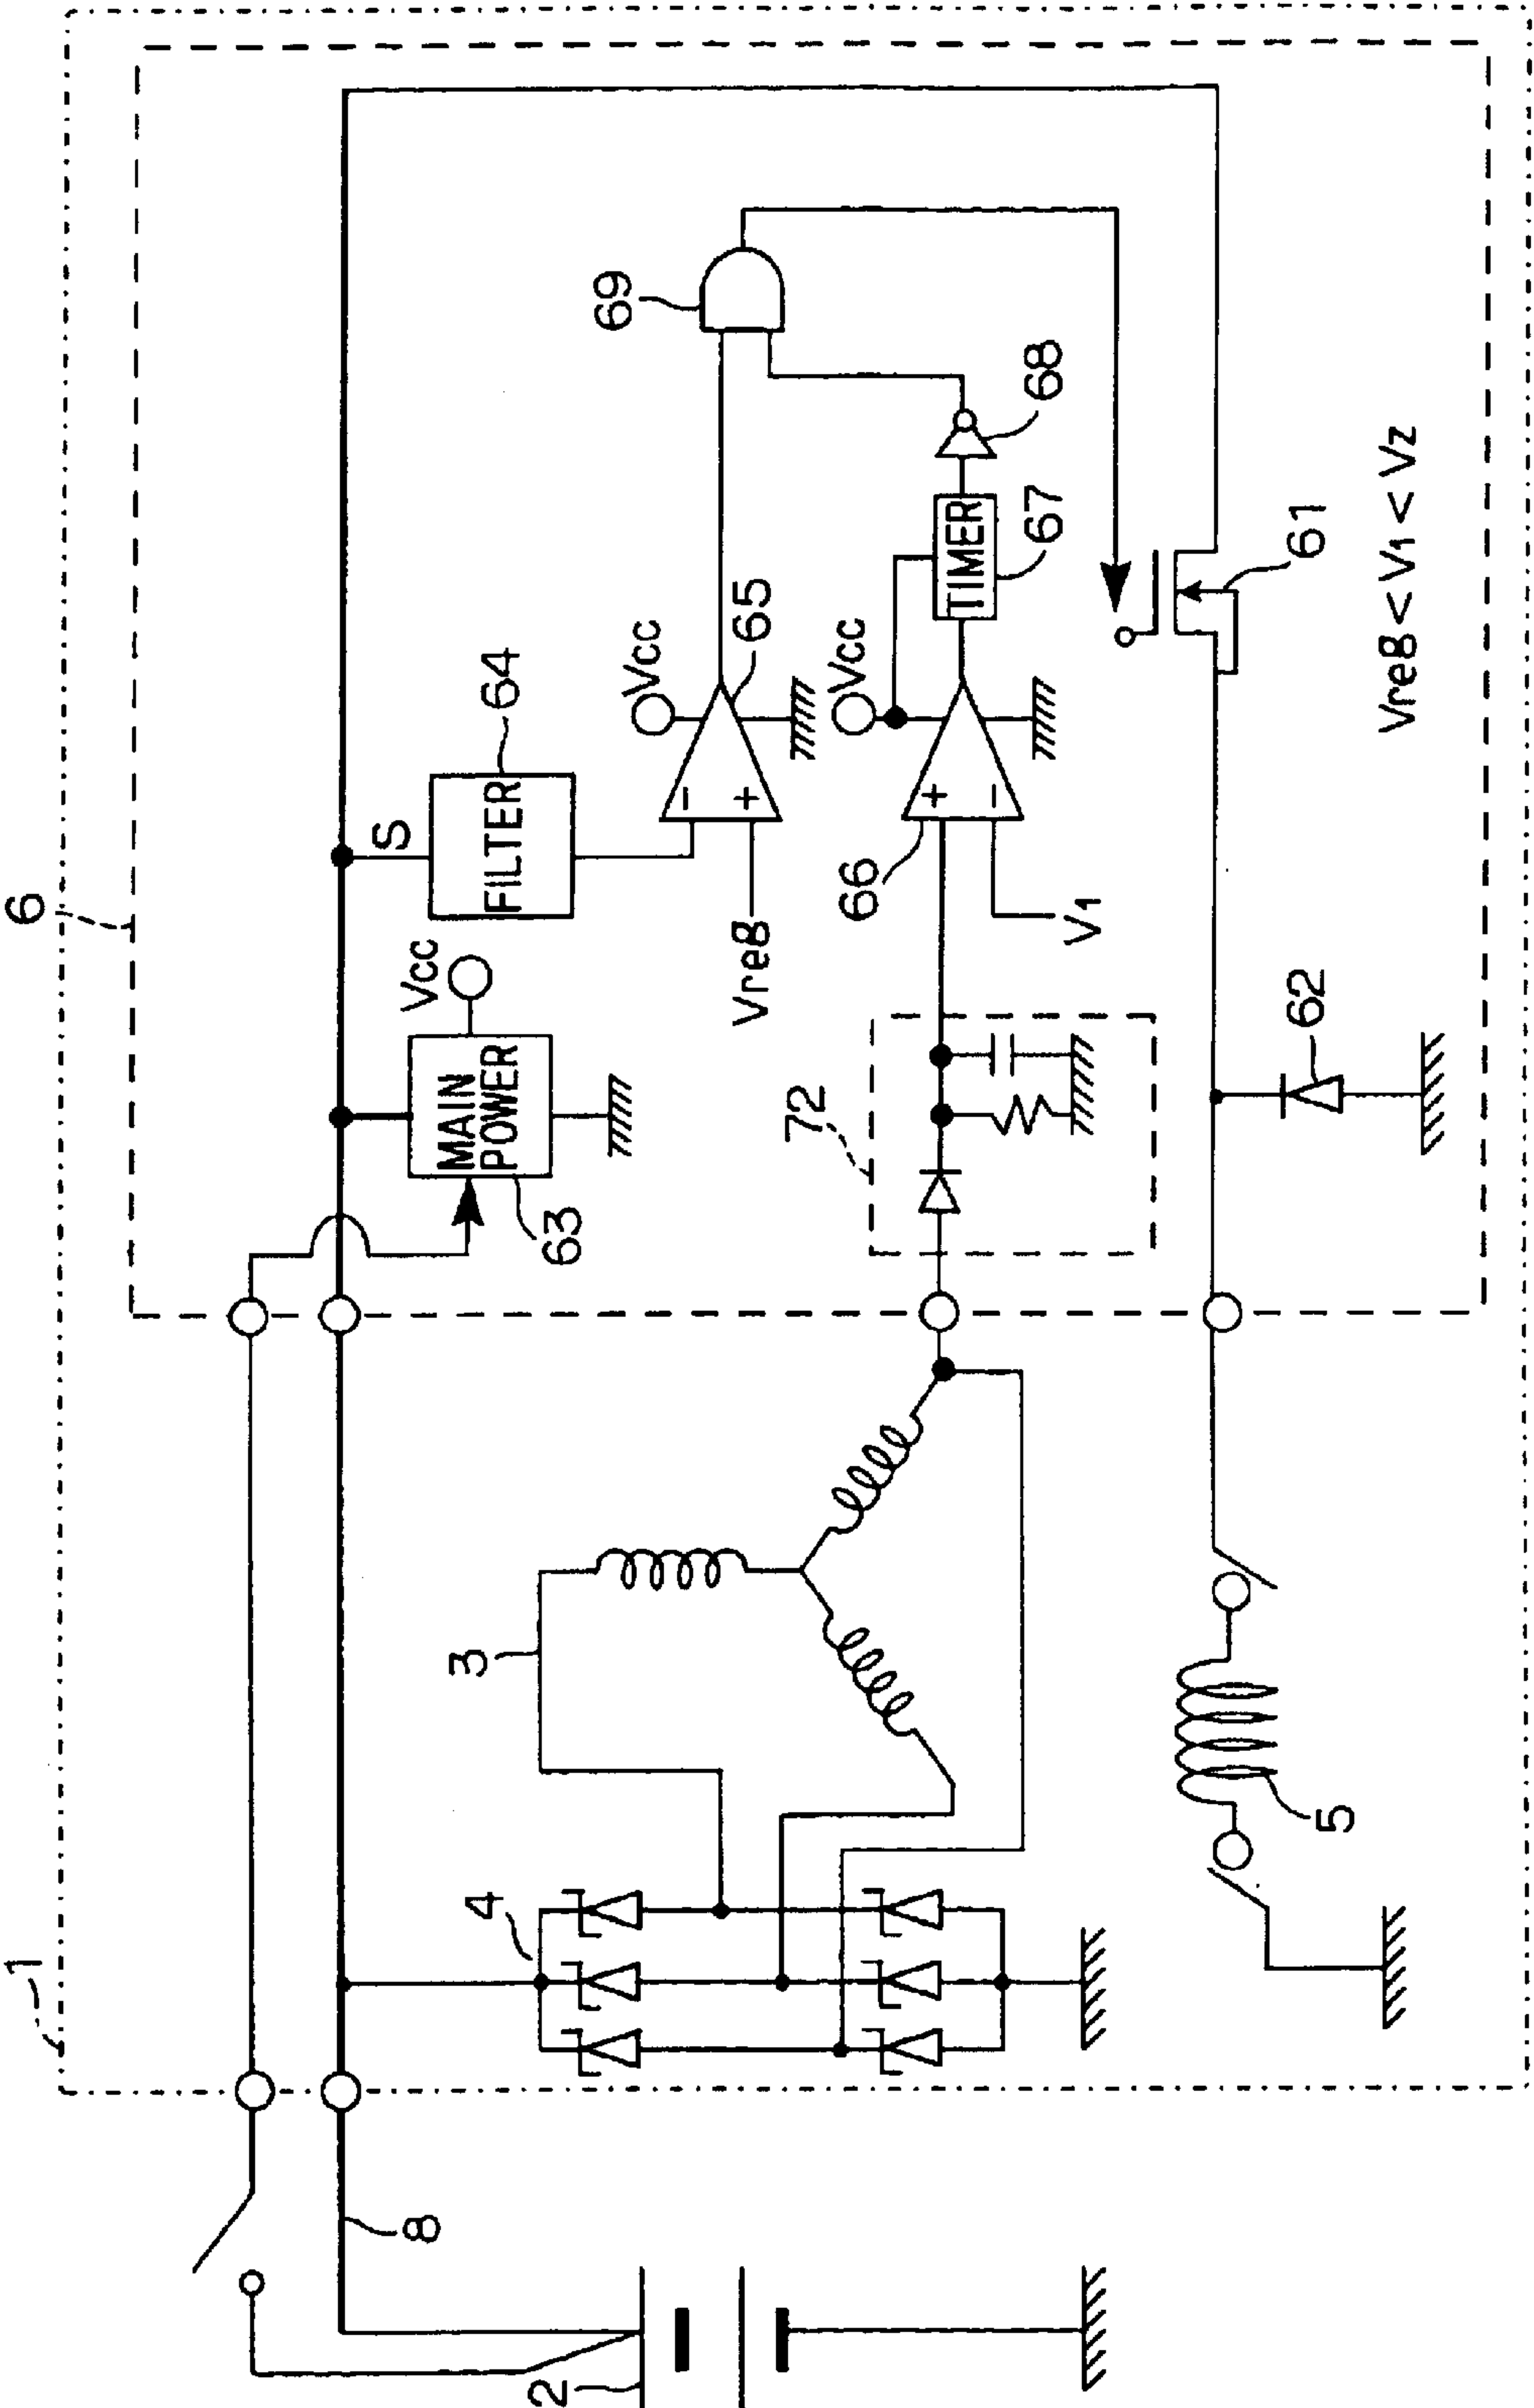 1
6
2
8
3
4
5
S
Vcc
MAIN
POWER
63
FILTER
64
Vcc
65
-
+
Vreg
69
72
66
+
-
V1
Vcc
TIMER
67
68
61
62
Vreg < V1 < Vz